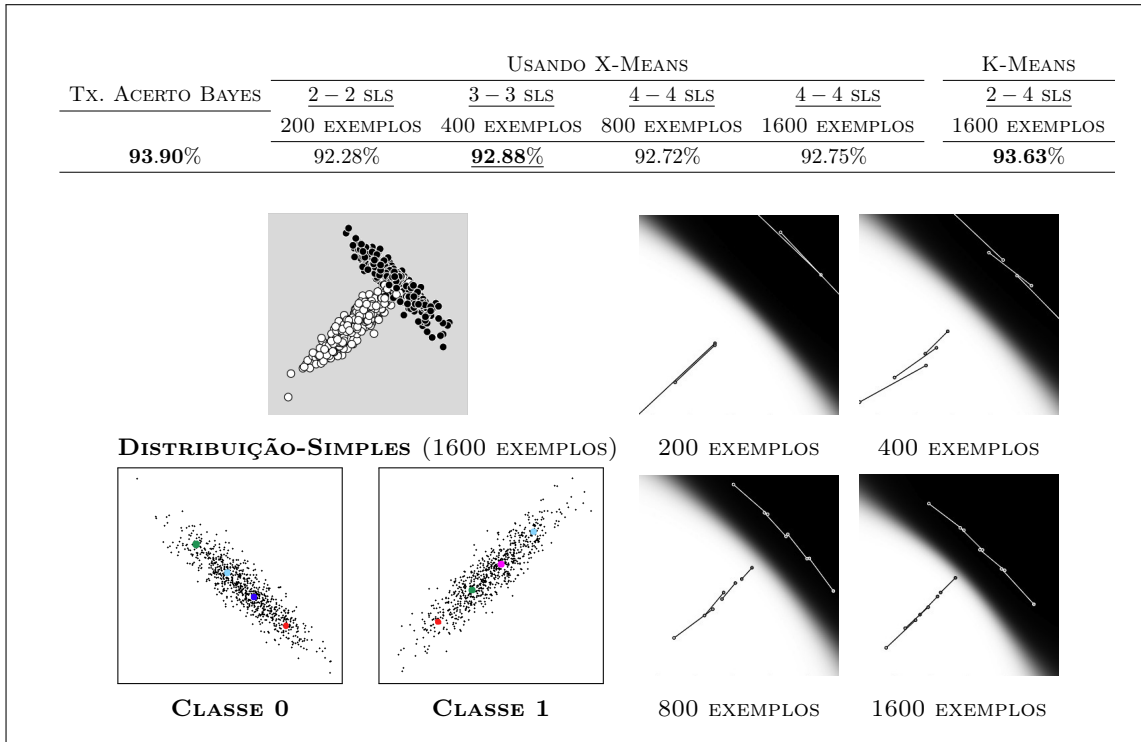 USANDO X-MEANS K-MEANS
TX. ACERTO BAYES 2 – 2 SLS 3 – 3 SLS 4 – 4 SLS 4 – 4 SLS 2 – 4 SLS
200 EXEMPLOS 400 EXEMPLOS 800 EXEMPLOS 1600 EXEMPLOS 1600 EXEMPLOS
93.90% 92.28% 92.88% 92.72% 92.75% 93.63%
DISTRIBUIÇÃO-SIMPLES (1600 EXEMPLOS) 200 EXEMPLOS 400 EXEMPLOS
CLASSE 0 CLASSE 1 800 EXEMPLOS 1600 EXEMPLOS